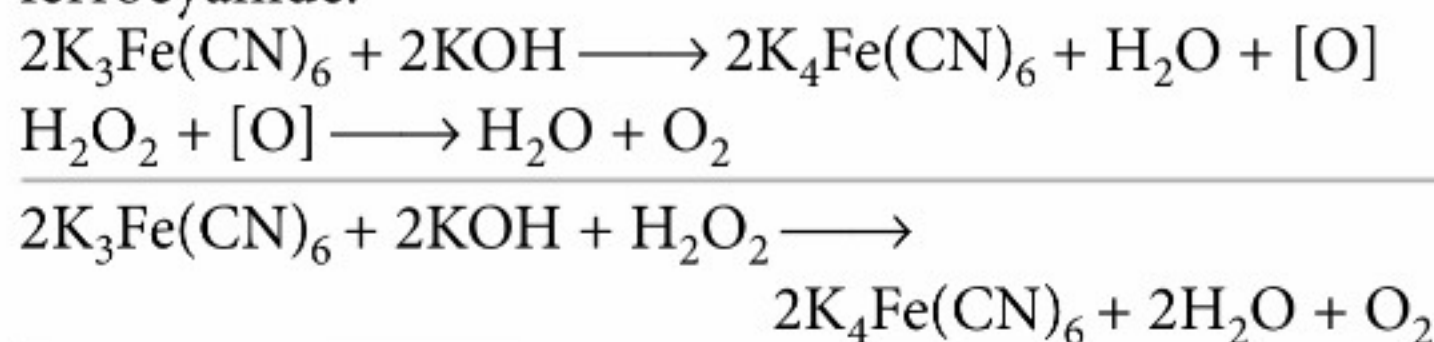 2K₃Fe(CN)₆ + 2KOH ⟶ 2K₄Fe(CN)₆ + H₂O + [O]
H₂O₂ + [O] ⟶ H₂O + O₂
2K₃Fe(CN)₆ + 2KOH + H₂O₂ ⟶
2K₄Fe(CN)₆ + 2H₂O + O₂